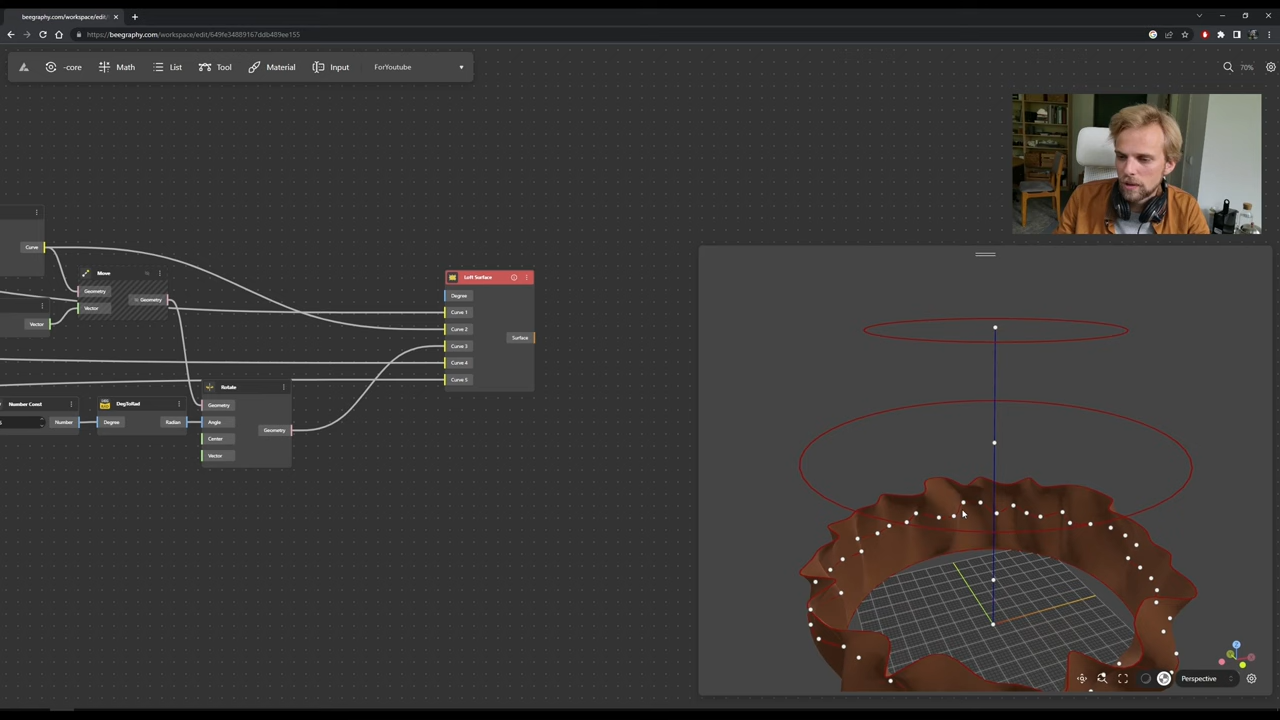 beegraphy.com/workspace/edit/
https://beegraphy.com/workspace/edit/649fe34889167ddb489ee155
-core
Math
List
Tool
Material
Input
ForYoutube
70%
Curve
Move
Geometry
Vector
Geometry
Vector
Loft Surface
Degree
Curve 1
Curve 2
Curve 3
Curve 4
Curve 5
Surface
Rotate
Geometry
Angle
Center
Vector
Geometry
Number Const
Number
DegToRad
Degree
Radian
Perspective